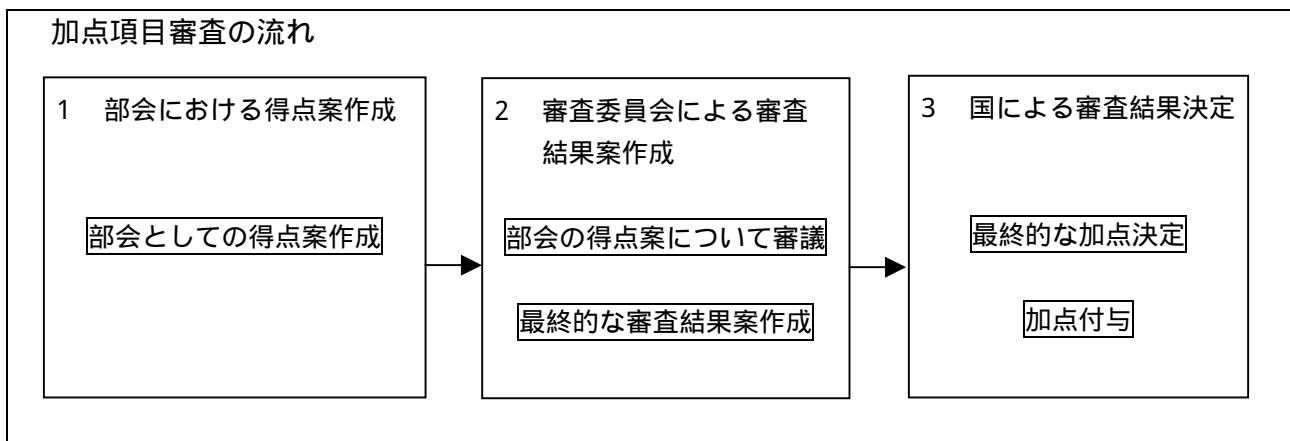 加点項目審査の流れ
1 部会における得点案作成
部会としての得点案作成
2 審査委員会による審査
結果案作成
部会の得点案について審議
最終的な審査結果案作成
3 国による審査結果決定
最終的な加点決定
加点付与